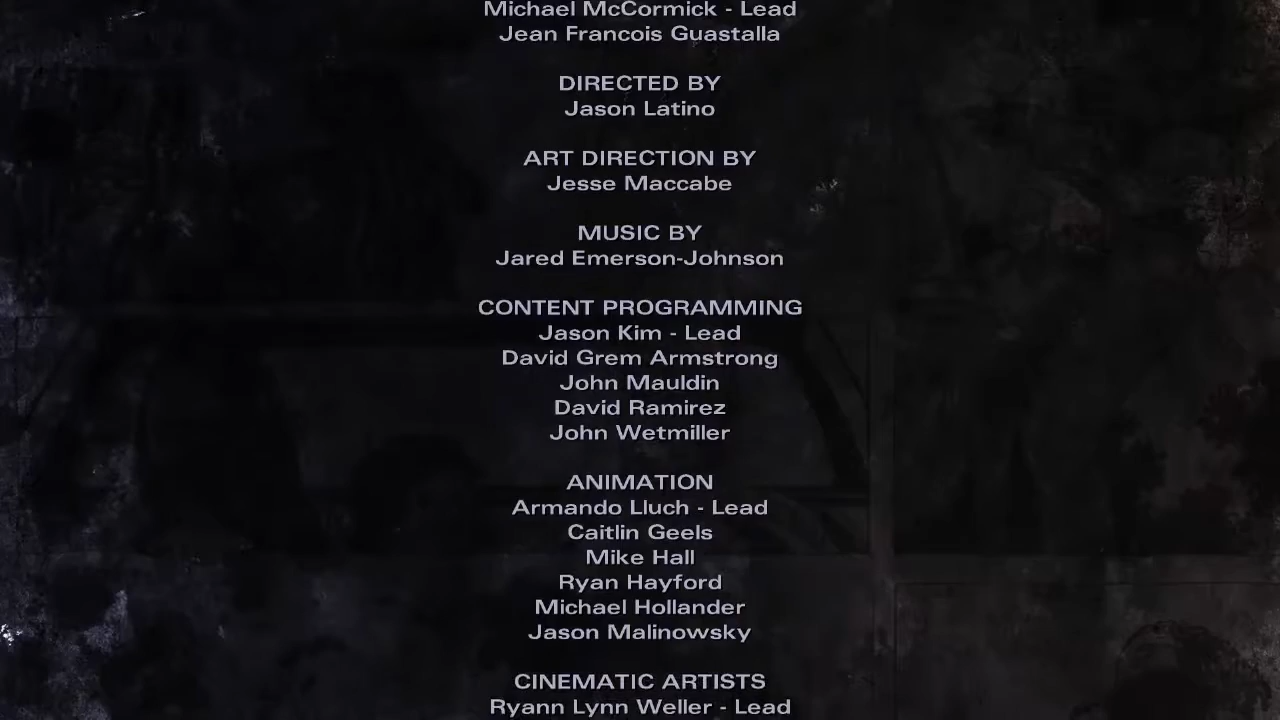 Michael McCormick - Lead
Jean Francois Guastalla
DIRECTED BY
Jason Latino
ART DIRECTION BY
Jesse Maccabe
MUSIC BY
Jared Emerson-Johnson
CONTENT PROGRAMMING
Jason Kim - Lead
David Grem Armstrong
John Mauldin
David Ramirez
John Wetmiller
ANIMATION
Armando Lluch - Lead
Caitlin Geels
Mike Hall
Ryan Hayford
Michael Hollander
Jason Malinowsky
CINEMATIC ARTISTS
Ryann Lynn Weller - Lead